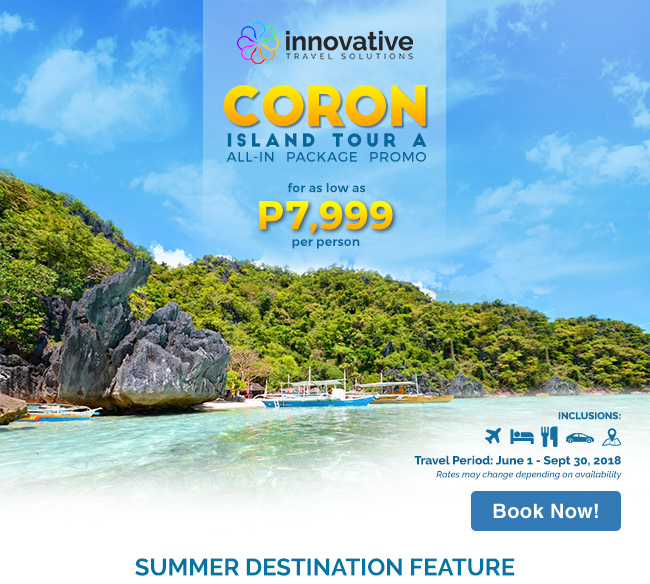 innovative
TRAVEL SOLUTIONS
CORON
ISLAND TOUR A
ALL-IN PACKAGE PROMO
for as low as
P7,999
per person
INCLUSIONS:
Travel Period: June 1 - Sept 30, 2018
Rates may change depending on availability
Book Now!
SUMMER DESTINATION FEATURE